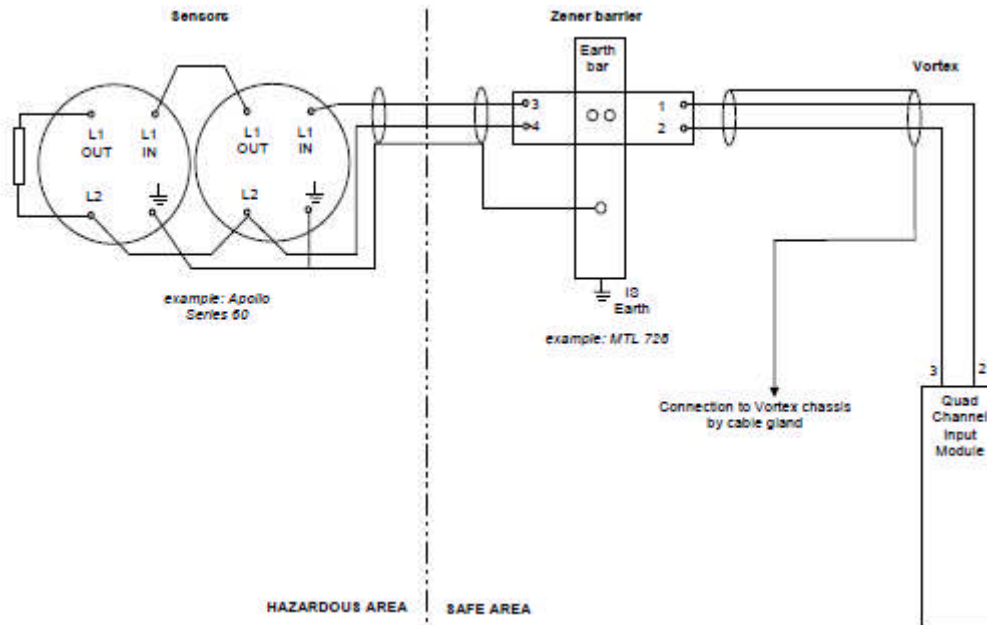 Sensors
Zener barrier
Earth
bar
Vortex
3
4
1
2
L1
OUT
L1
IN
L1
OUT
L1
IN
L2
L2
example: Apollo
Series 60
IS
Earth
example: MTL 728
Connection to Vortex chassis
by cable gland
3
2
Quad
Channel
Input
Module
HAZARDOUS AREA
SAFE AREA